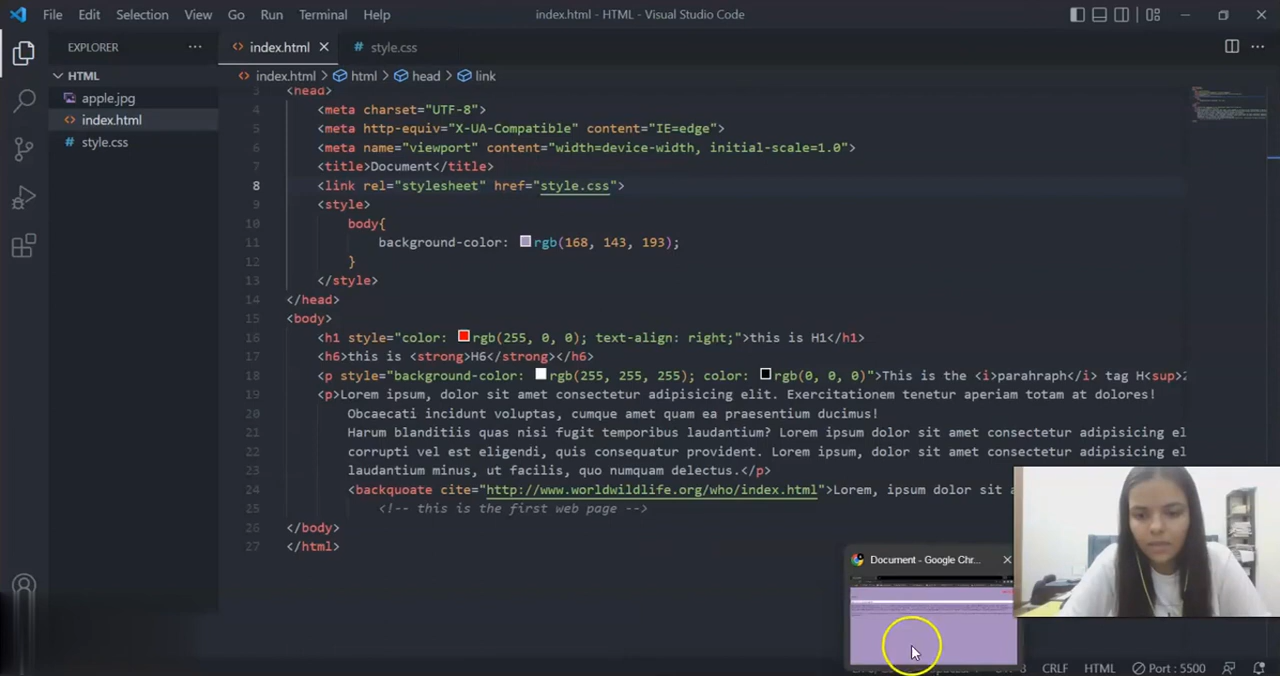 File Edit Selection View Go Run Terminal Help index.html - HTML - Visual Studio Code
EXPLORER
index.html
style.css
HTML
apple.jpg
index.html
style.css
index.html > html > head > link
3 <head>
4 <meta charset="UTF-8">
5 <meta http-equiv="X-UA-Compatible" content="IE=edge">
6 <meta name="viewport" content="width=device-width, initial-scale=1.0">
7 <title>Document</title>
8 <link rel="stylesheet" href="style.css">
9 <style>
10 body{
11 background-color: rgb(168, 143, 193);
12 }
13 </style>
14 </head>
15 <body>
16 <h1 style="color: rgb(255, 0, 0); text-align: right;">this is H1</h1>
17 <h6>this is <strong>H6</strong></h6>
18 <p style="background-color: rgb(255, 255, 255); color: rgb(0, 0, 0)">This is the <i>parahraph</i> tag H<sup>2
19 <p>Lorem ipsum, dolor sit amet consectetur adipisicing elit. Exercitationem tenetur aperiam totam at dolores!
20 Obcaecati incidunt voluptas, cumque amet quam ea praesentium ducimus!
21 Harum blanditiis quas nisi fugit temporibus laudantium? Lorem ipsum dolor sit amet consectetur adipisicing el
22 corrupti vel est eligendi, quis consequatur provident. Lorem ipsum, dolor sit amet consectetur adipisicing el
23 laudantium minus, ut facilis, quo numquam delectus.</p>
24 <backquoate cite="http://www.worldwildlife.org/who/index.html">Lorem, ipsum dolor sit a
25 <!-- this is the first web page -->
26 </body>
27 </html>
Document - Google Chr...
CRLF HTML Port : 5500